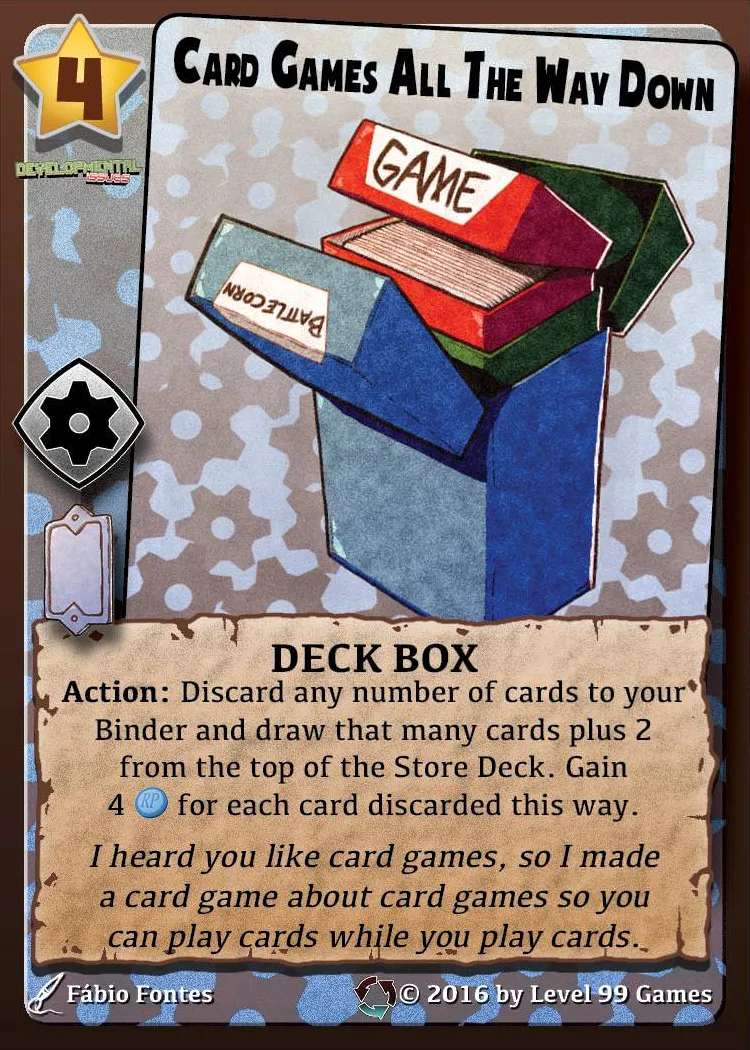 4
CARD GAMES ALL THE WAY DOWN
DEVELOPMENTAL
ISSUES
GAME
BATTLECORN
DECK BOX
Action: Discard any number of cards to your
Binder and draw that many cards plus 2
from the top of the Store Deck. Gain
4 RP for each card discarded this way.
I heard you like card games, so I made
a card game about card games so you
can play cards while you play cards.
Fábio Fontes
© 2016 by Level 99 Games